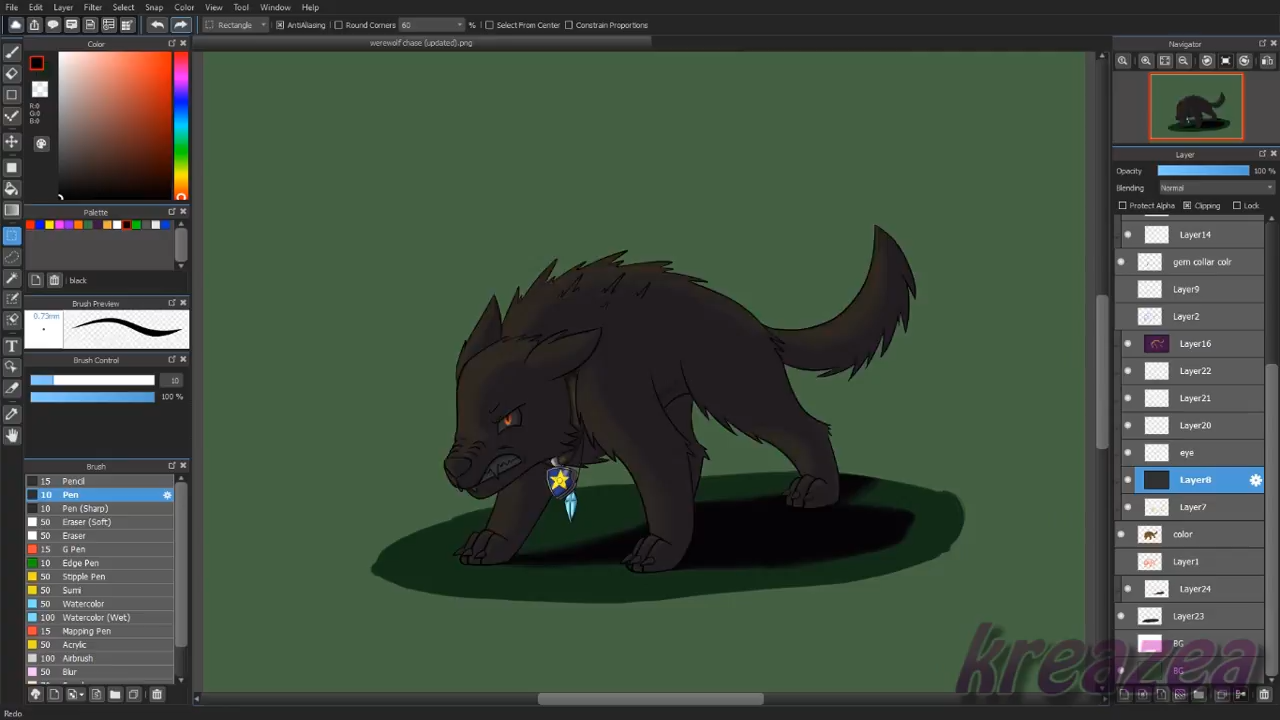 File Edit Layer Filter Select Snap Color View Tool Window Help
Rectangle AntiAliasing Round Corners 60 % Select From Center Constrain Proportions
werewolf chase (updated).png
Color
R:0
G:0
B:0
Palette
black
Brush Preview
0.73mm
Brush Control
10
100 %
Brush
15 Pencil
10 Pen
10 Pen (Sharp)
50 Eraser (Soft)
50 Eraser
15 G Pen
10 Edge Pen
50 Stipple Pen
50 Sumi
50 Watercolor
100 Watercolor (Wet)
15 Mapping Pen
50 Acrylic
100 Airbrush
50 Blur
Redo
Navigator
Layer
Opacity 100 %
Blending Normal
Protect Alpha Clipping Lock
Layer14
gem collar colr
Layer9
Layer2
Layer16
Layer22
Layer21
Layer20
eye
Layer8
Layer7
color
Layer1
Layer24
Layer23
BG
BG
kreazea